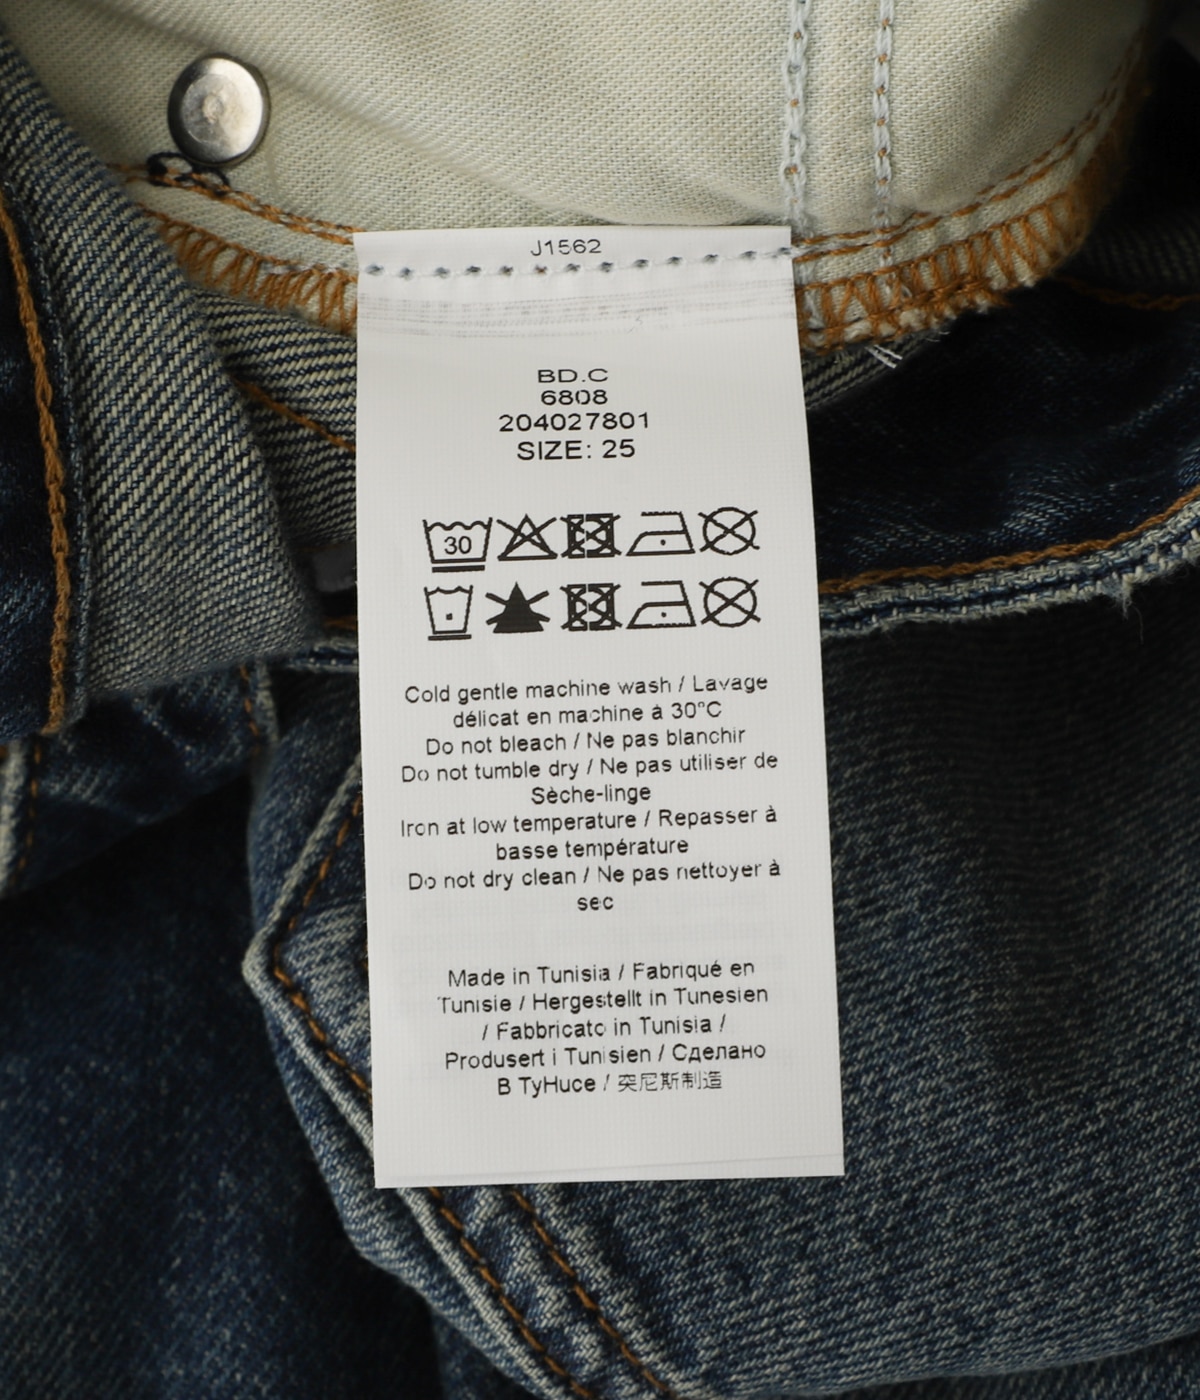 J1562
BD.C
6808
204027801
SIZE: 25
30
Cold gentle machine wash / Lavage
délicat en machine à 30°C
Do not bleach / Ne pas blanchir
Do not tumble dry / Ne pas utiliser de
Sèche-linge
Iron at low temperature / Repasser à
basse température
Do not dry clean / Ne pas nettoyer à
sec
Made in Tunisia / Fabriqué en
Tunisie / Hergestellt in Tunesien
/ Fabbricato in Tunisia /
Produsert i Tunisien / Сделано
В TyHuce / 突尼斯制造